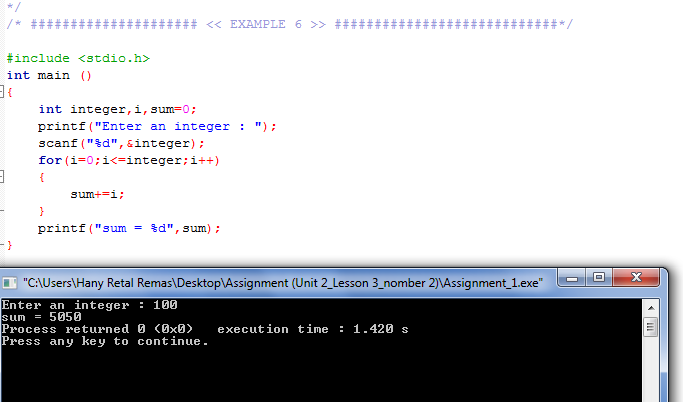 */
/* ##################### << EXAMPLE 6 >> ############################*/
#include <stdio.h>
int main ()
{
    int integer,i,sum=0;
    printf("Enter an integer : ");
    scanf("%d",&integer);
    for(i=0;i<=integer;i++)
    {
        sum+=i;
    }
    printf("sum = %d",sum);
}
"C:\Users\Hany Retal Remas\Desktop\Assignment (Unit 2_Lesson 3_nomber 2)\Assignment_1.exe"
Enter an integer : 100
sum = 5050
Process returned 0 (0x0)   execution time : 1.420 s
Press any key to continue.